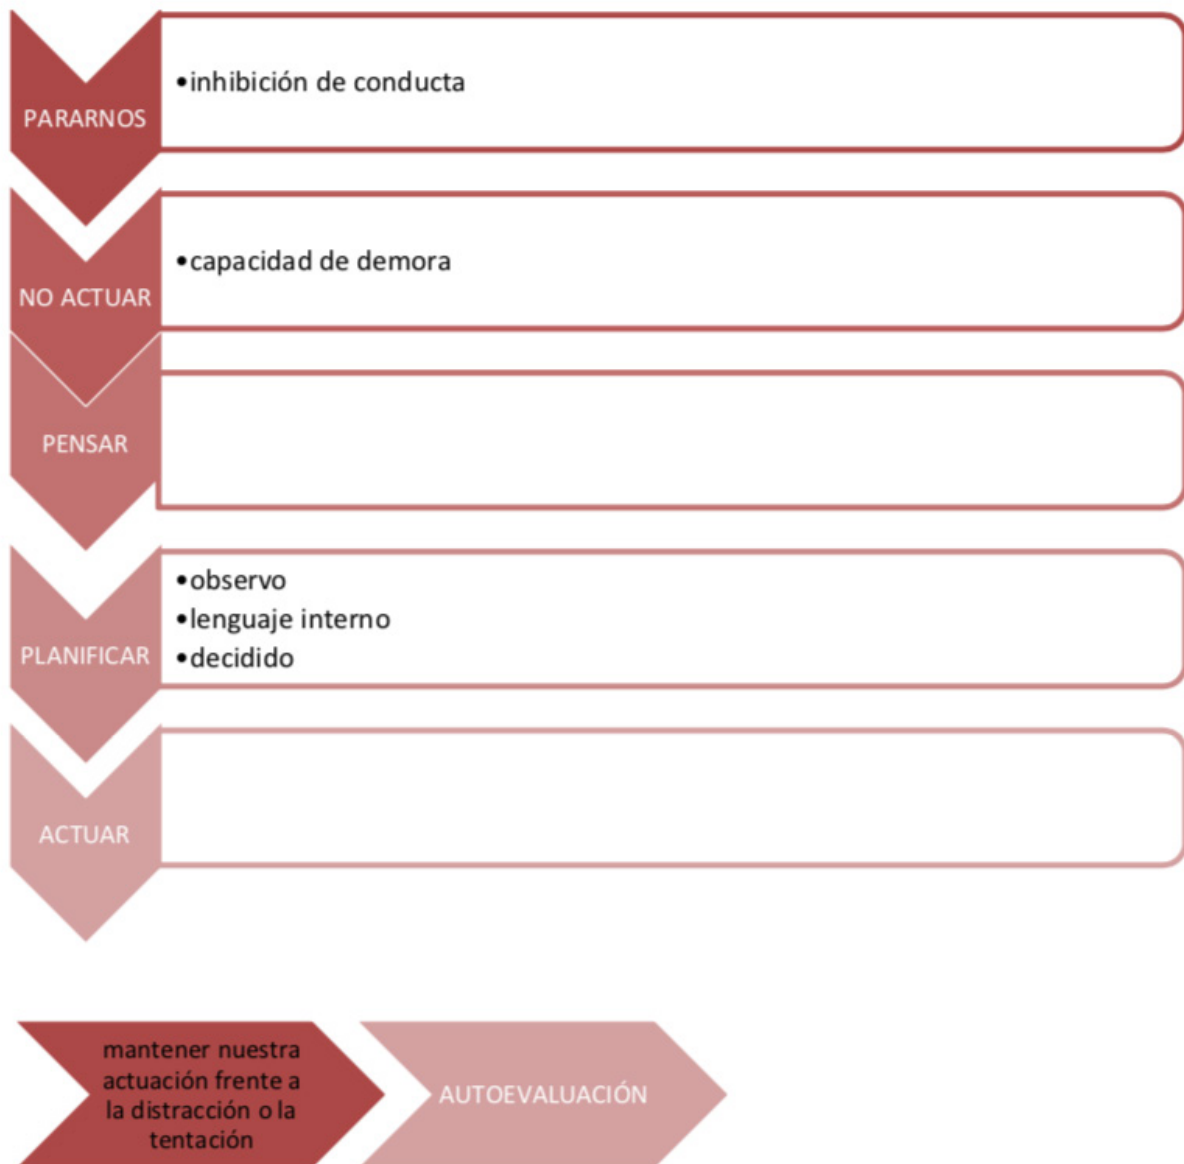 PARARNOS
•inhibición de conducta
NO ACTUAR
•capacidad de demora
PENSAR
PLANIFICAR
•observo
•lenguaje interno
•decidido
ACTUAR
mantener nuestra
actuación frente a
la distracción o la
tentación
AUTOEVALUACIÓN